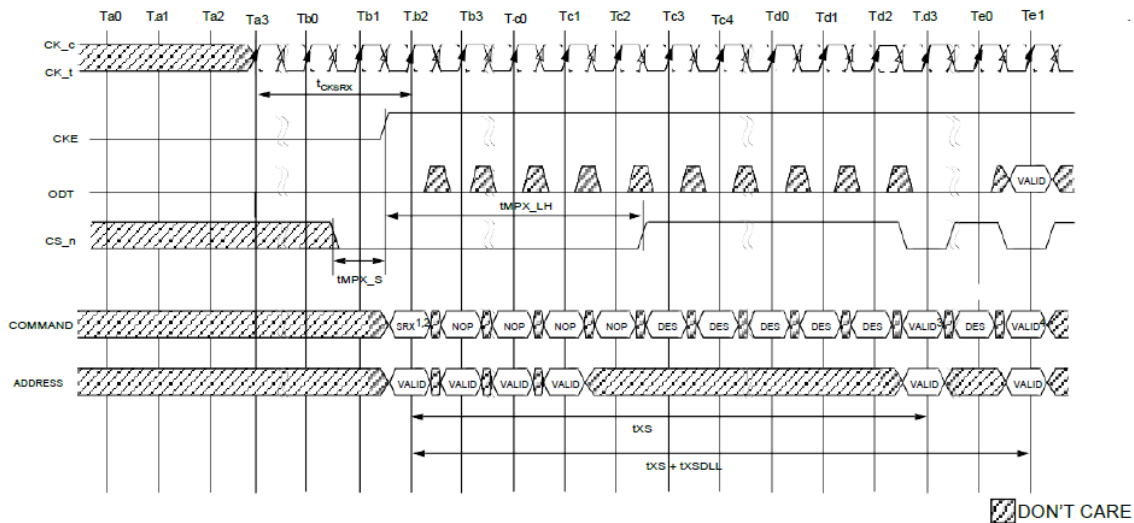 Ta0 T.a1 Ta2 Ta3 Tb0 Tb1 T.b2 Tb3 T-c0 Tc1 Tc2 Tc3 Tc4 Td0 Td1 Td2 T.d3 Te0 Te1 .
CK_c
CK_t
tCKSRX
CKE
ODT VALID
tMPX_LH
CS_n
tMPX_S
COMMAND SRX1,2 NOP NOP NOP NOP DES DES DES DES DES VALID3 DES VALID4
ADDRESS VALID VALID VALID VALID VALID VALID
tXS
tXS + tXSDLL
DON'T CARE